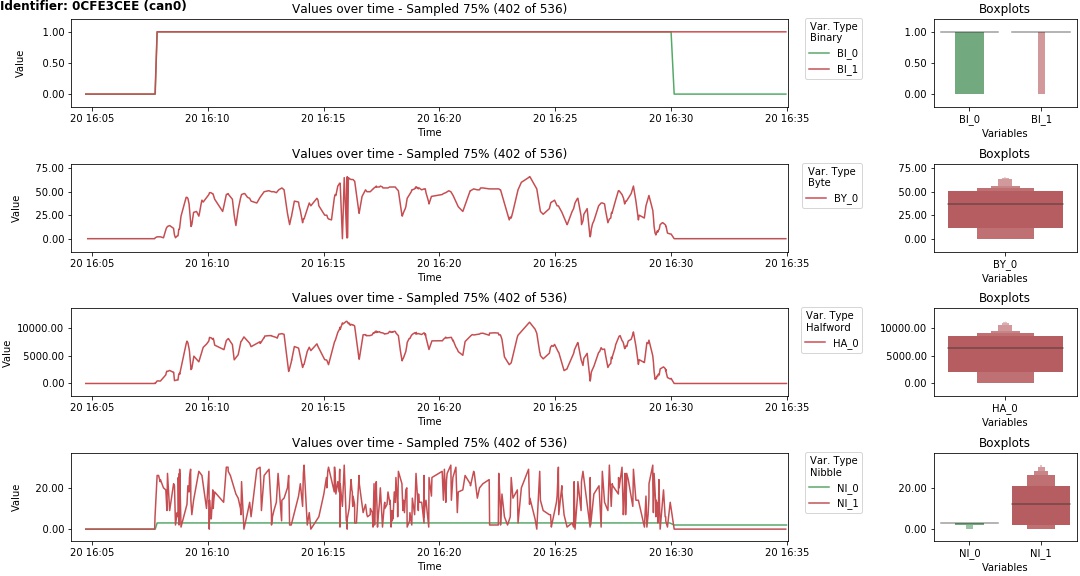 Identifier: 0CFE3CEE (can0)
Values over time - Sampled 75% (402 of 536)
Boxplots
Value
1.00
0.50
0.00
20 16:05 20 16:10 20 16:15 20 16:20 20 16:25 20 16:30 20 16:35
Time
Var. Type
Binary
BI_0
BI_1
1.00
0.50
0.00
BI_0 BI_1
Variables
Values over time - Sampled 75% (402 of 536)
Boxplots
Value
75.00
50.00
25.00
0.00
20 16:05 20 16:10 20 16:15 20 16:20 20 16:25 20 16:30 20 16:35
Time
Var. Type
Byte
BY_0
75.00
50.00
25.00
0.00
BY_0
Variables
Values over time - Sampled 75% (402 of 536)
Boxplots
Value
10000.00
5000.00
0.00
20 16:05 20 16:10 20 16:15 20 16:20 20 16:25 20 16:30 20 16:35
Time
Var. Type
Halfword
HA_0
10000.00
5000.00
0.00
HA_0
Variables
Values over time - Sampled 75% (402 of 536)
Boxplots
Value
20.00
0.00
20 16:05 20 16:10 20 16:15 20 16:20 20 16:25 20 16:30 20 16:35
Time
Var. Type
Nibble
NI_0
NI_1
20.00
0.00
NI_0 NI_1
Variables